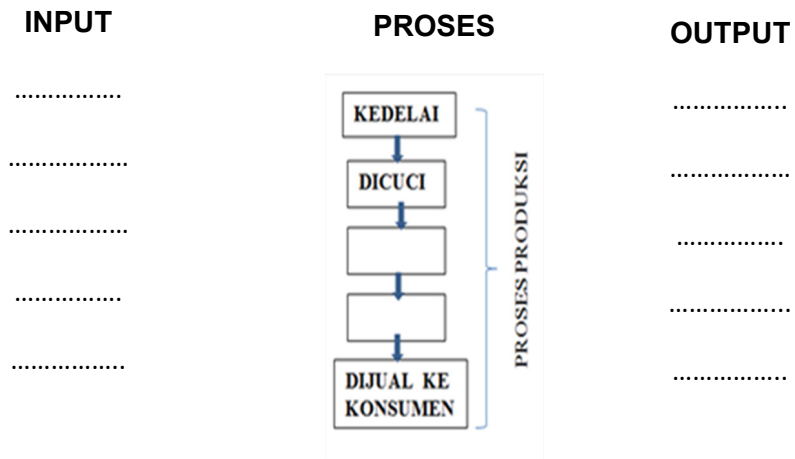 INPUT
PROSES
OUTPUT
…………….
………………
………………
…………….
……………..
KEDELAI
DICUCI
DIJUAL KE
KONSUMEN
PROSES PRODUKSI
……………..
………………
…………….
……………...
……………..